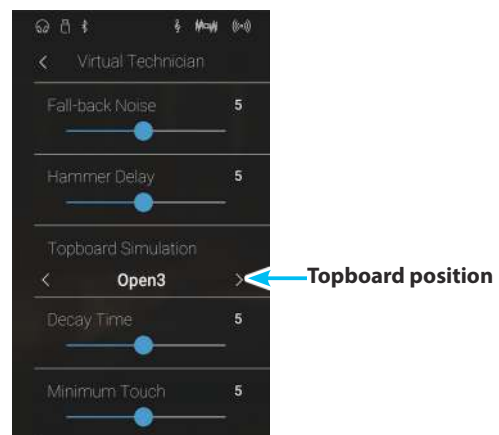 Virtual Technician
Fall-back Noise 5
Hammer Delay 5
Topboard Simulation
Open3
Topboard position
Decay Time 5
Minimum Touch 5